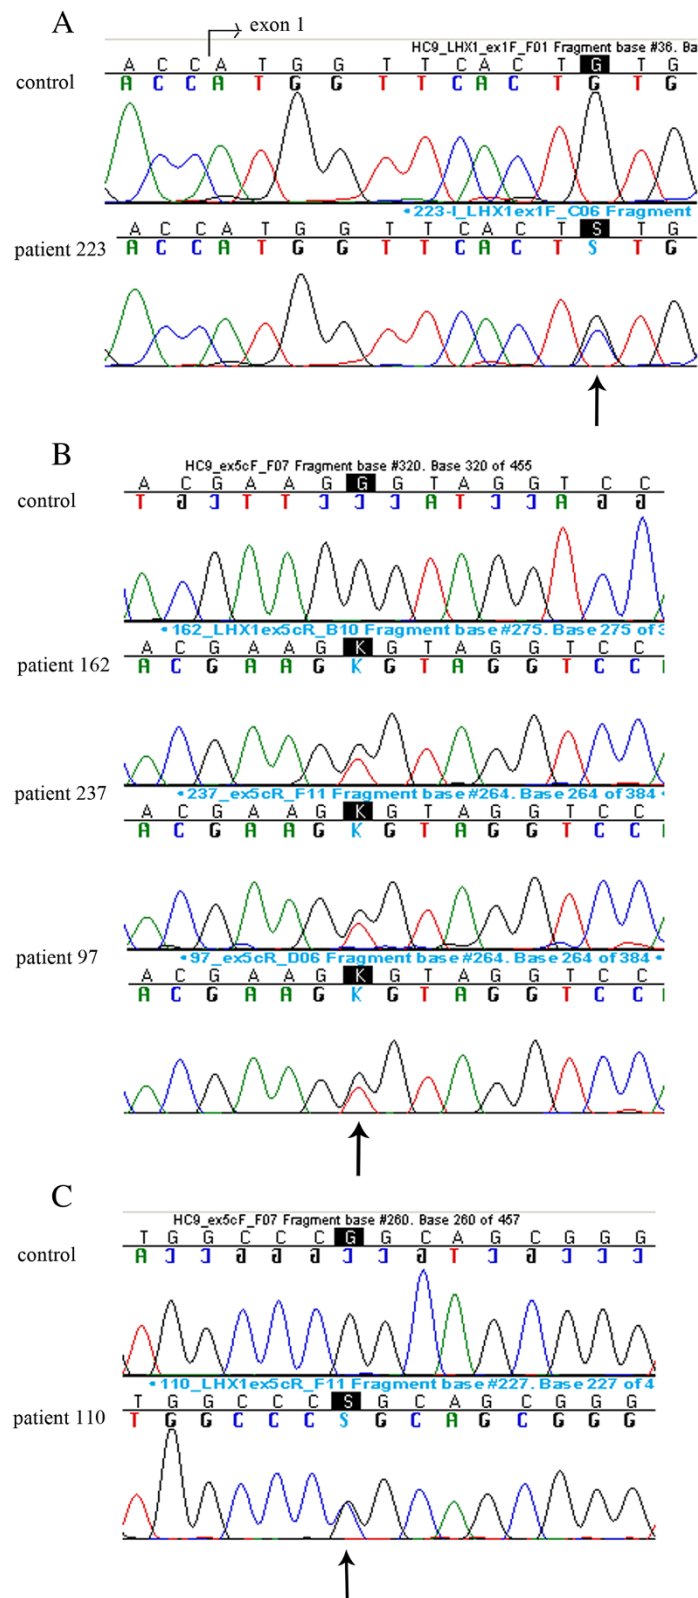 A
exon 1
HC9_LHX1_ex1F_F01 Fragment base #36. Ba
A C C A T G G T T C A C T G T G
control
A C C A T G G T T C A C T G T G
223-I_LHX1ex1F_C06 Fragment
A C C A T G G T T C A C T S T G
patient 223
A C C A T G G T T C A C T S T G
B
HC9_ex5cF_F07 Fragment base #320. Base 320 of 455
A C G A A G G G T A G G T C C
control
T G C T T C C C A T C C A G G
162_LHX1ex5cR_B10 Fragment base #275. Base 275 of 3
A C G A A G K G T A G G T C C
patient 162
A C G A A G K G T A G G T C C
patient 237
237_ex5cR_F11 Fragment base #264. Base 264 of 384
A C G A A G K G T A G G T C C
A C G A A G K G T A G G T C C
patient 97
97_ex5cR_D06 Fragment base #264. Base 264 of 384
A C G A A G K G T A G G T C C
A C G A A G K G T A G G T C C
C
HC9_ex5cF_F07 Fragment base #260. Base 260 of 457
T G G C C C G G C A G C G G G
control
A C C G G G C C G T C G C C C
110_LHX1ex5cR_F11 Fragment base #227. Base 227 of 4
T G G C C C S G C A G C G G G
patient 110
T G G C C C S G C A G C G G G